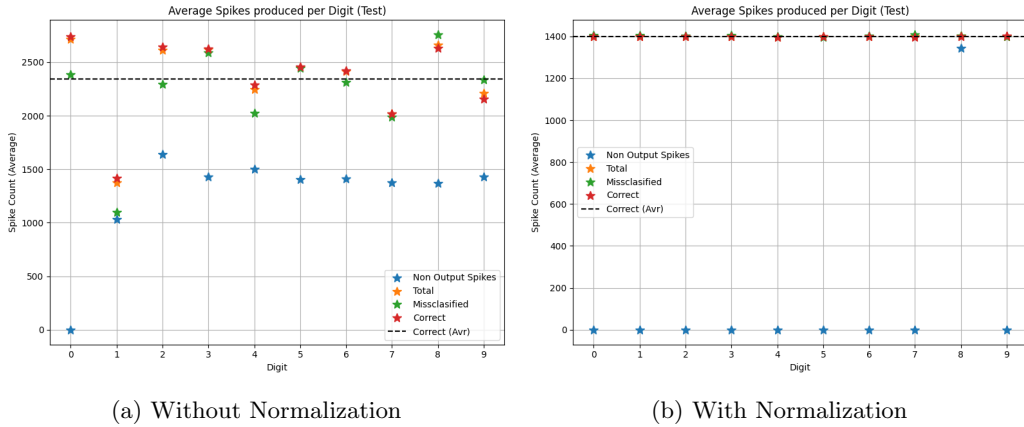 Average Spikes produced per Digit (Test)
Spike Count (Average)
2500
2000
1500
1000
500
0
0 1 2 3 4 5 6 7 8 9
Digit
Non Output Spikes
Total
Missclasified
Correct
Correct (Avr)
(a) Without Normalization
Average Spikes produced per Digit (Test)
Spike Count (Average)
1400
1200
1000
800
600
400
200
0
0 1 2 3 4 5 6 7 8 9
Digit
Non Output Spikes
Total
Missclasified
Correct
Correct (Avr)
(b) With Normalization